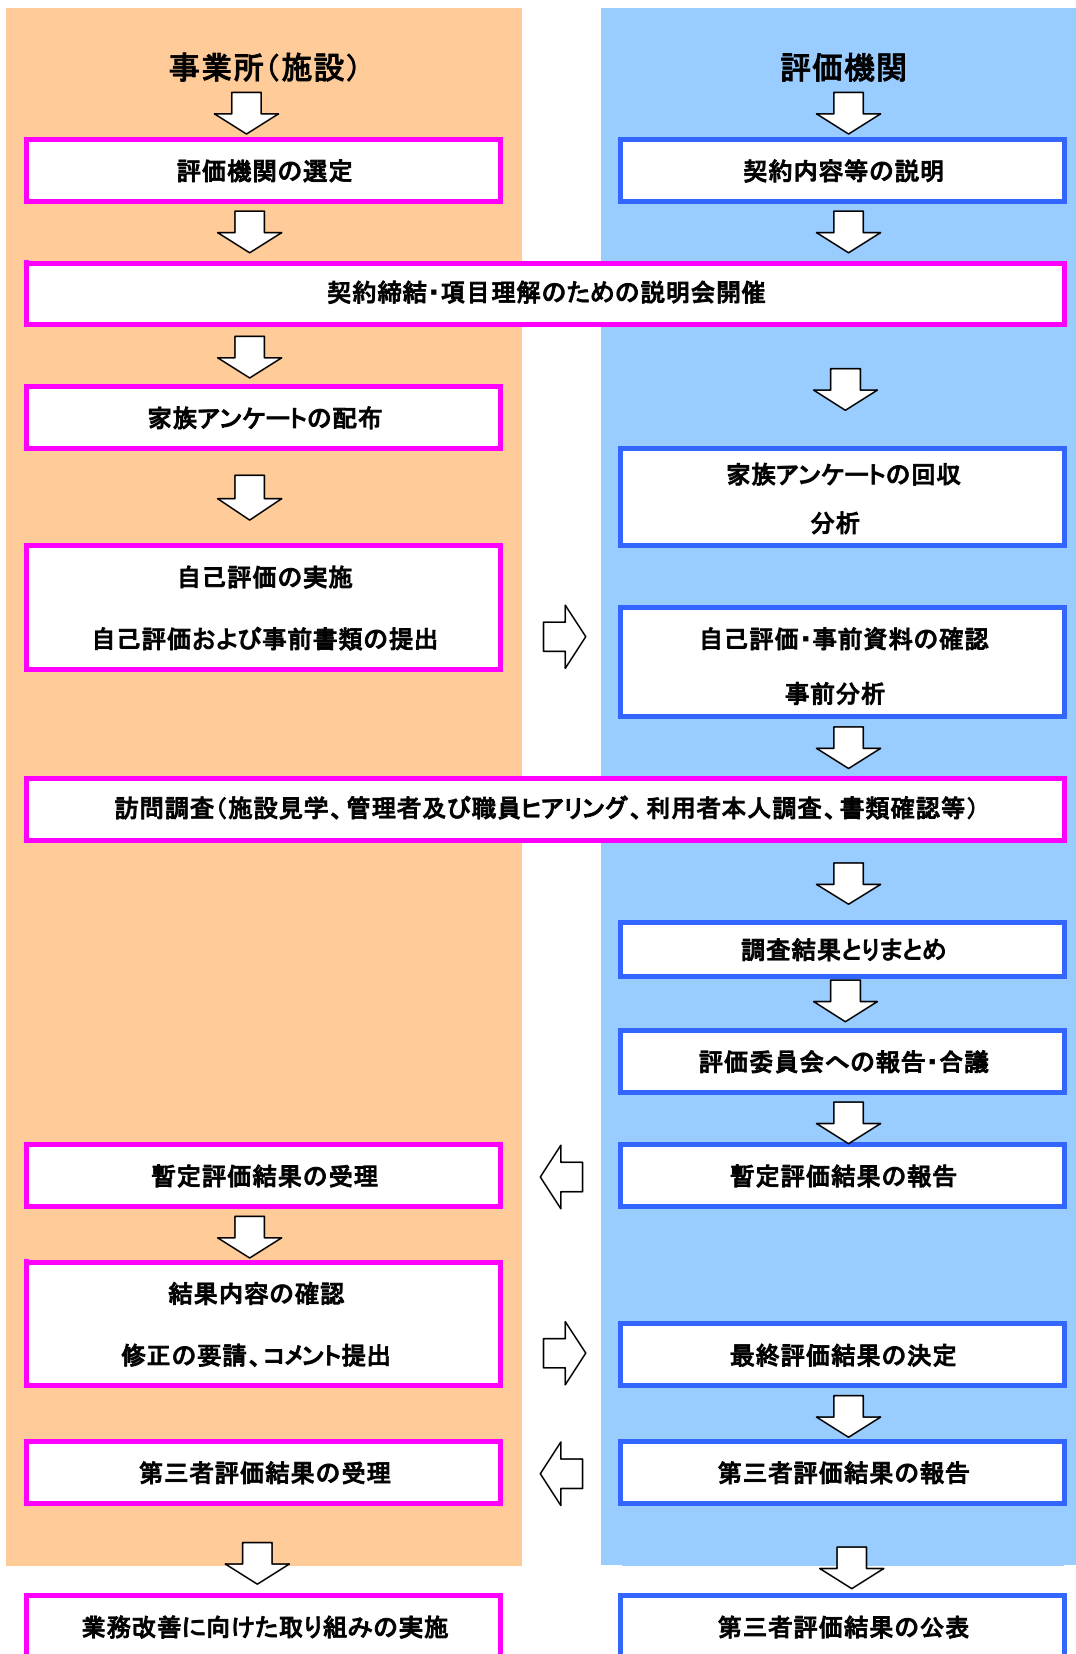 事業所（施設）
評価機関
評価機関の選定
契約内容等の説明
契約締結・項目理解のための説明会開催
家族アンケートの配布
家族アンケートの回収
分析
自己評価の実施
自己評価および事前書類の提出
自己評価・事前資料の確認
事前分析
訪問調査（施設見学、管理者及び職員ヒアリング、利用者本人調査、書類確認等）
調査結果とりまとめ
評価委員会への報告・合議
暫定評価結果の受理
暫定評価結果の報告
結果内容の確認
修正の要請、コメント提出
最終評価結果の決定
第三者評価結果の受理
第三者評価結果の報告
業務改善に向けた取り組みの実施
第三者評価結果の公表